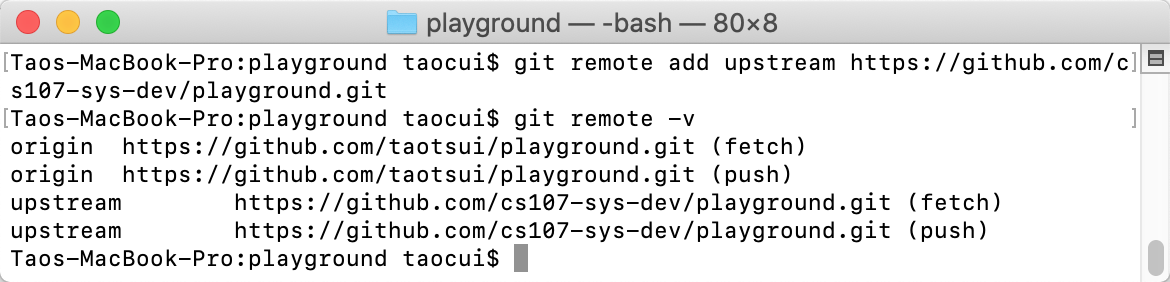 playground — -bash — 80×8
[Taos-MacBook-Pro:playground taocui$ git remote add upstream https://github.com/c]
s107-sys-dev/playground.git
[Taos-MacBook-Pro:playground taocui$ git remote -v ]
origin  https://github.com/taotsui/playground.git (fetch)
origin  https://github.com/taotsui/playground.git (push)
upstream        https://github.com/cs107-sys-dev/playground.git (fetch)
upstream        https://github.com/cs107-sys-dev/playground.git (push)
Taos-MacBook-Pro:playground taocui$